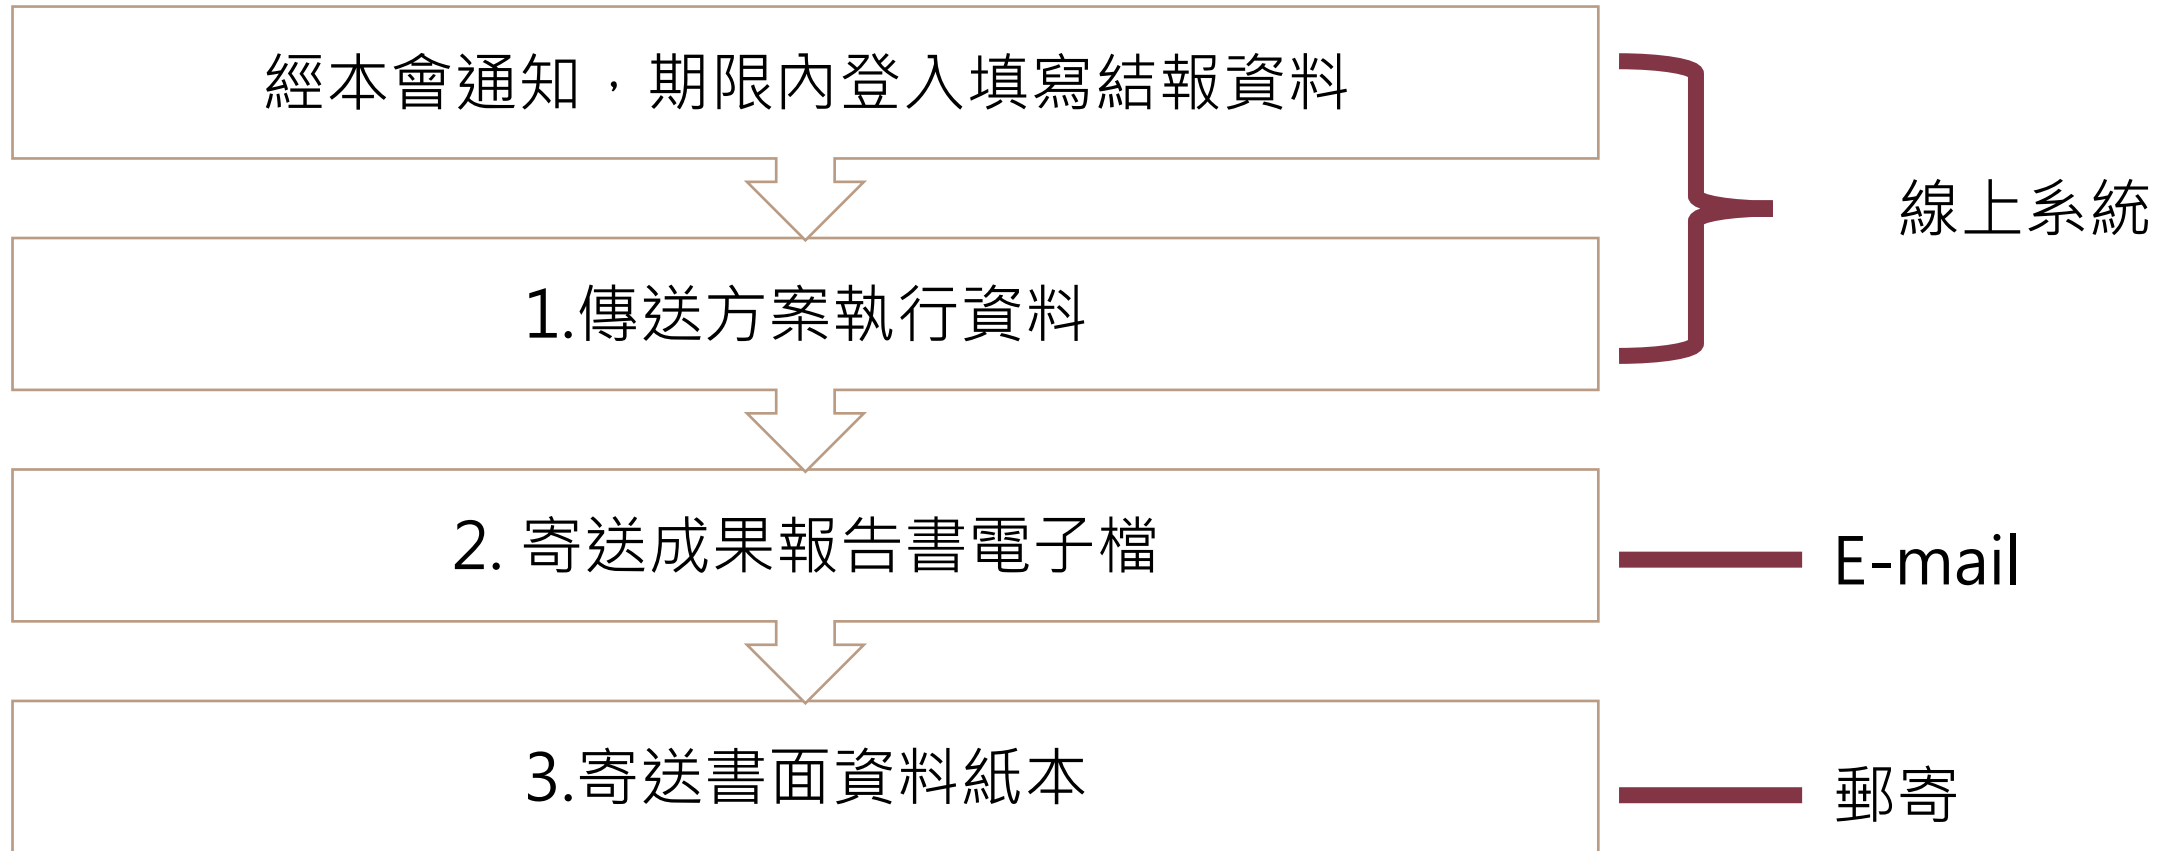 經本會通知，期限內登入填寫結報資料
線上系統
1.傳送方案執行資料
2. 寄送成果報告書電子檔
E-mail
3.寄送書面資料紙本
郵寄